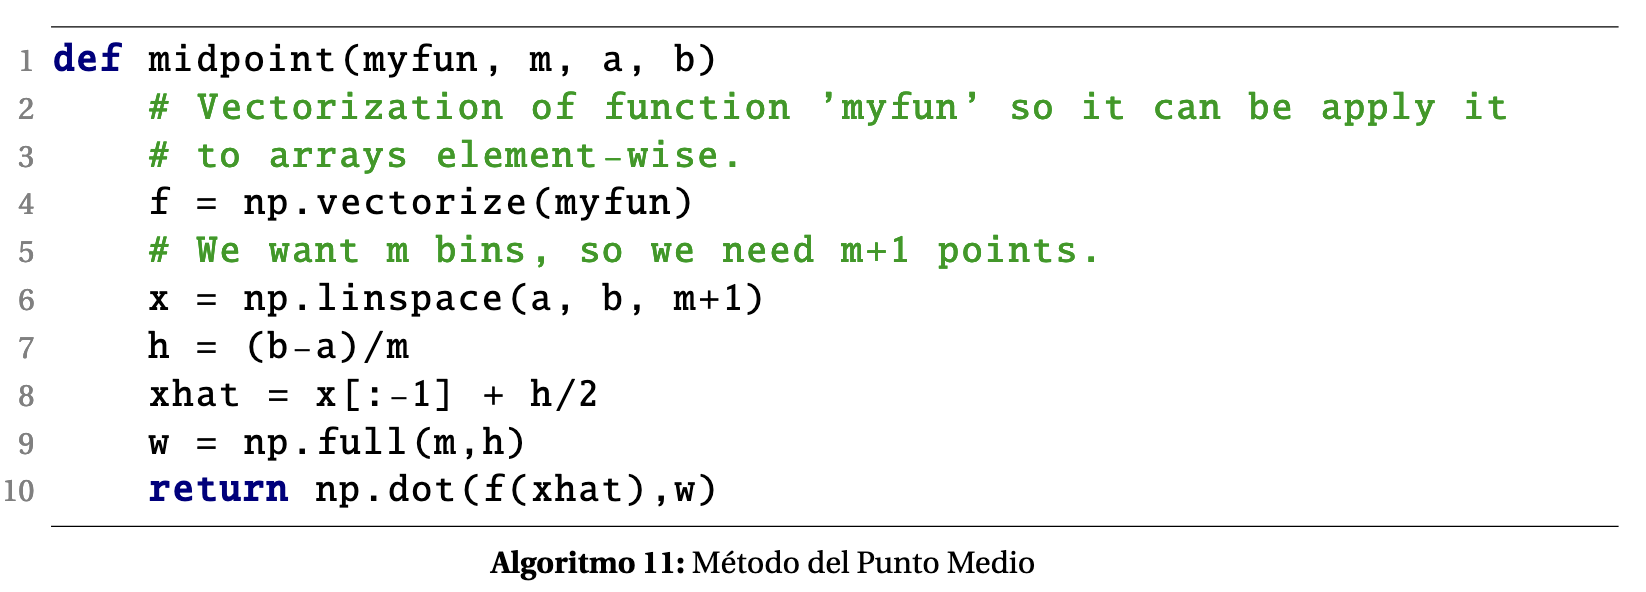 1 def midpoint(myfun, m, a, b)
2     # Vectorization of function ’myfun’ so it can be apply it
3     # to arrays element-wise.
4     f = np.vectorize(myfun)
5     # We want m bins, so we need m+1 points.
6     x = np.linspace(a, b, m+1)
7     h = (b-a)/m
8     xhat = x[:-1] + h/2
9     w = np.full(m,h)
10     return np.dot(f(xhat),w)
Algoritmo 11: Método del Punto Medio